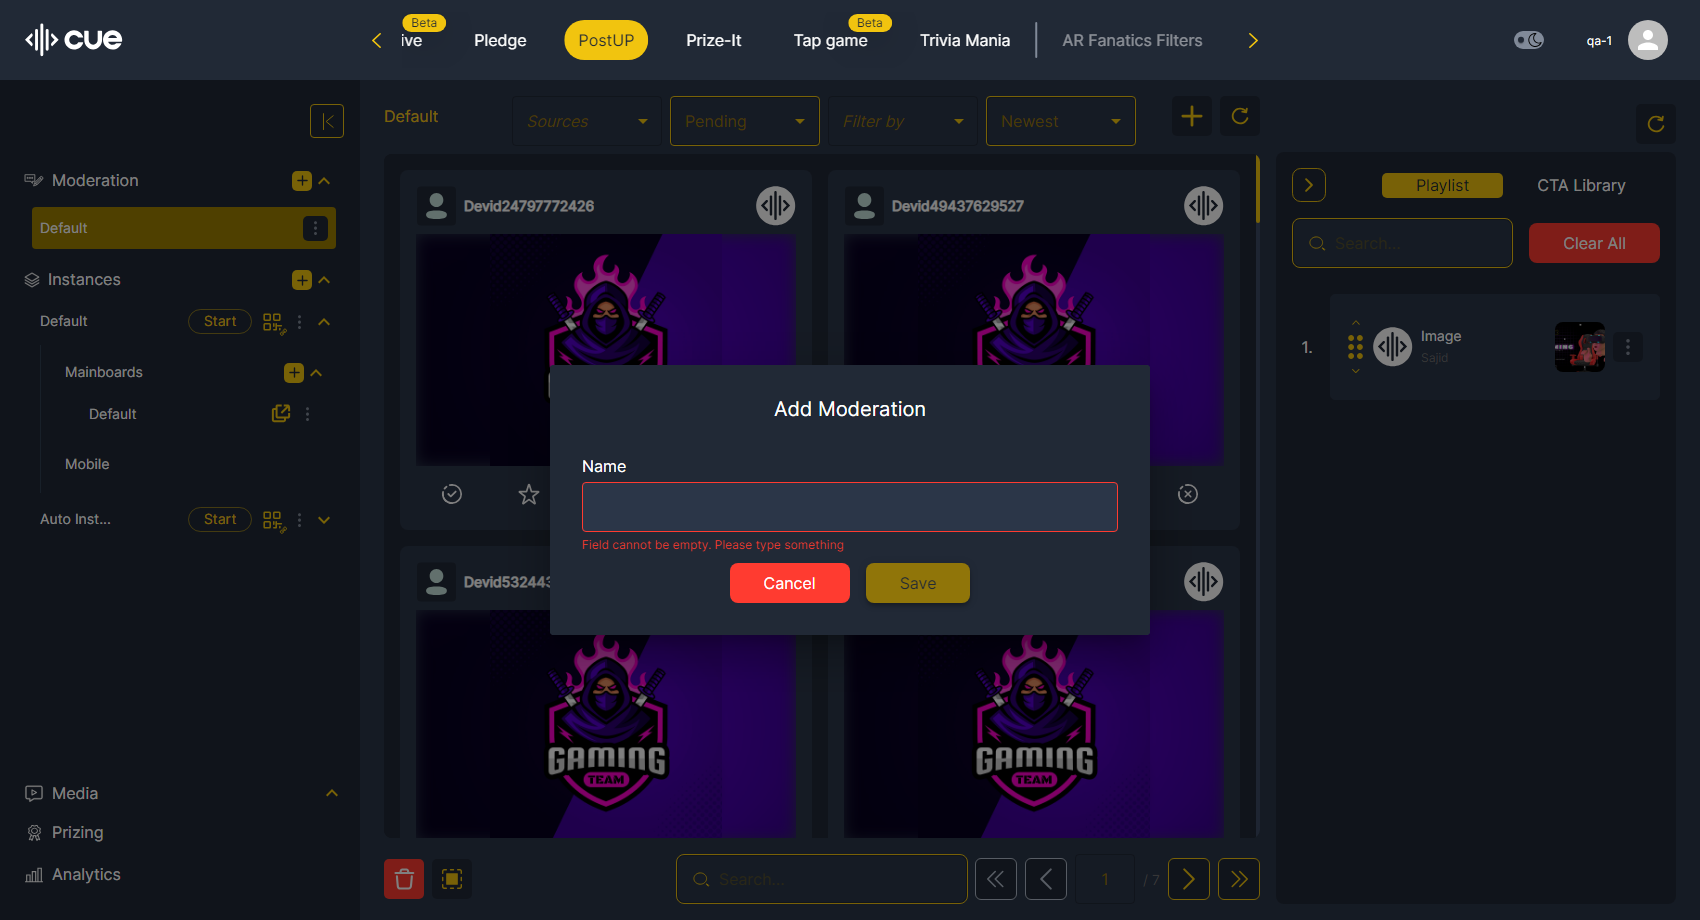 cue
Beta
ive
Pledge
PostUP
Prize-It
Beta
Tap game
Trivia Mania
AR Fanatics Filters
qa-1
Moderation
Default
Instances
Default
Start
Mainboards
Default
Mobile
Auto Inst...
Start
Media
Prizing
Analytics
Default
Sources
Pending
Filter by
Newest
Devid24797772426
Devid49437629527
Devid532443
GAMING
TEAM
GAMING
TEAM
Add Moderation
Name
Field cannot be empty. Please type something
Cancel
Save
Search...
1
/ 7
Playlist
CTA Library
Search...
Clear All
1.
Image
Sajid